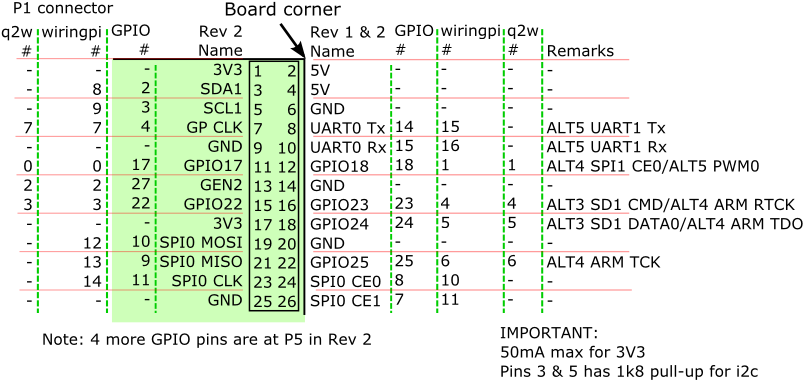 P1 connector
Board corner
q2w wiringpi GPIO Rev 2 Rev 1 & 2 GPIO wiringpi q2w
# # # Name Name # # # Remarks
- - - 3V3 1 2 5V - - - -
- 8 2 SDA1 3 4 5V - - - -
- 9 3 SCL1 5 6 GND - - - -
7 7 4 GP CLK 7 8 UART0 Tx 14 15 - ALT5 UART1 Tx
- - - GND 9 10 UART0 Rx 15 16 - ALT5 UART1 Rx
0 0 17 GPIO17 11 12 GPIO18 18 1 1 ALT4 SPI1 CE0/ALT5 PWM0
2 2 27 GEN2 13 14 GND - - - -
3 3 22 GPIO22 15 16 GPIO23 23 4 4 ALT3 SD1 CMD/ALT4 ARM RTCK
- - - 3V3 17 18 GPIO24 24 5 5 ALT3 SD1 DATA0/ALT4 ARM TDO
- 12 10 SPI0 MOSI 19 20 GND - - - -
- 13 9 SPI0 MISO 21 22 GPIO25 25 6 6 ALT4 ARM TCK
- 14 11 SPI0 CLK 23 24 SPI0 CE0 8 10 - -
- - - GND 25 26 SPI0 CE1 7 11 - -
Note: 4 more GPIO pins are at P5 in Rev 2
IMPORTANT:
50mA max for 3V3
Pins 3 & 5 has 1k8 pull-up for i2c